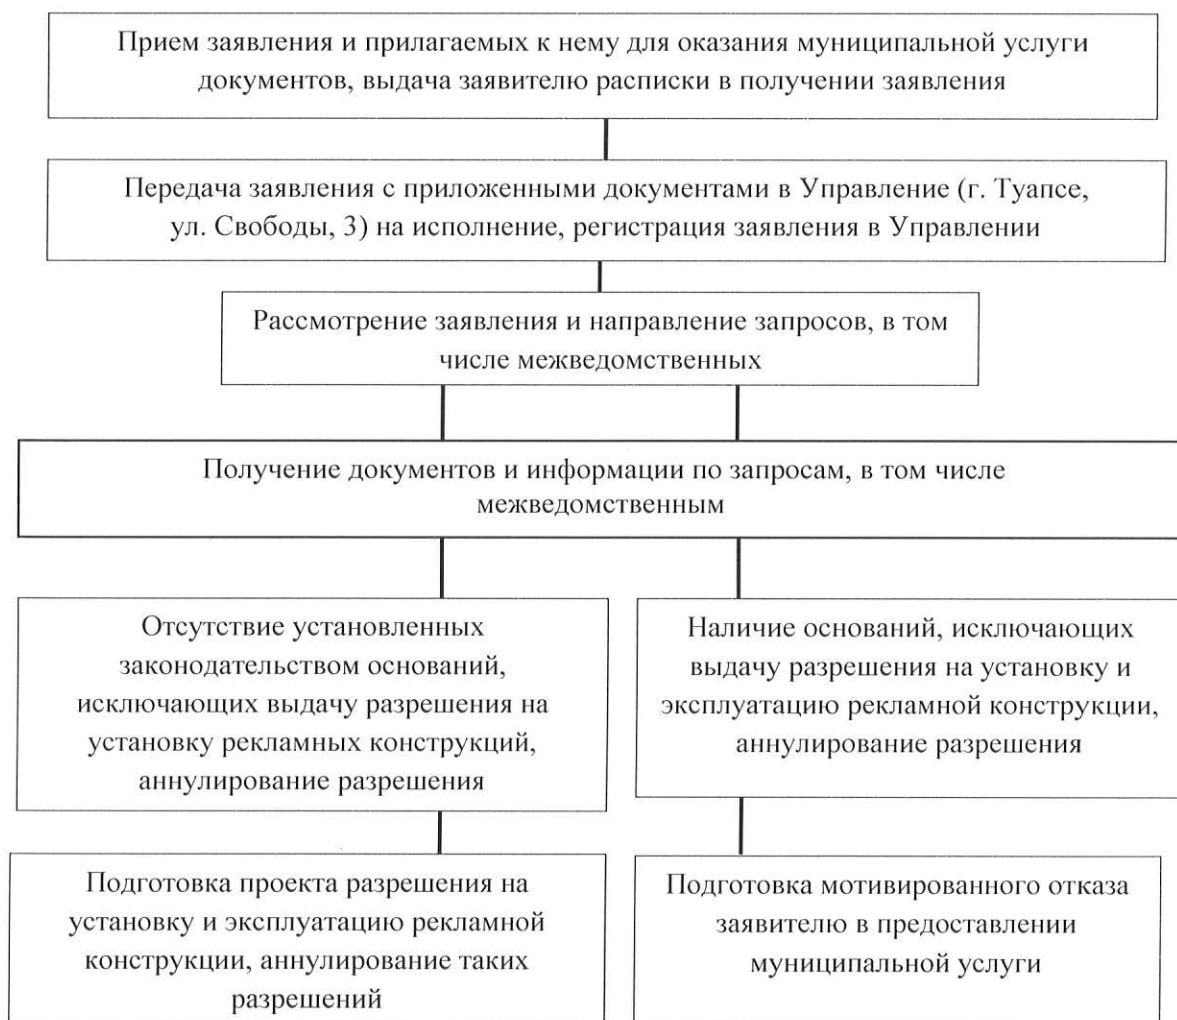 Прием заявления и прилагаемых к нему для оказания муниципальной услуги
документов, выдача заявителю расписки в получении заявления
Передача заявления с приложенными документами в Управление (г. Туапсе,
ул. Свободы, 3) на исполнение, регистрация заявления в Управлении
Рассмотрение заявления и направление запросов, в том
числе межведомственных
Получение документов и информации по запросам, в том числе
межведомственным
Отсутствие установленных
законодательством оснований,
исключающих выдачу разрешения на
установку рекламных конструкций,
аннулирование разрешения
Наличие оснований, исключающих
выдачу разрешения на установку и
эксплуатацию рекламной конструкции,
аннулирование разрешения
Подготовка проекта разрешения на
установку и эксплуатацию рекламной
конструкции, аннулирование таких
разрешений
Подготовка мотивированного отказа
заявителю в предоставлении
муниципальной услуги